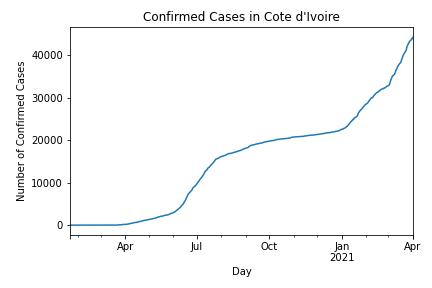 Confirmed Cases in Cote d'Ivoire
Number of Confirmed Cases
40000
30000
20000
10000
0
Apr
Jul
Oct
Jan
2021
Apr
Day